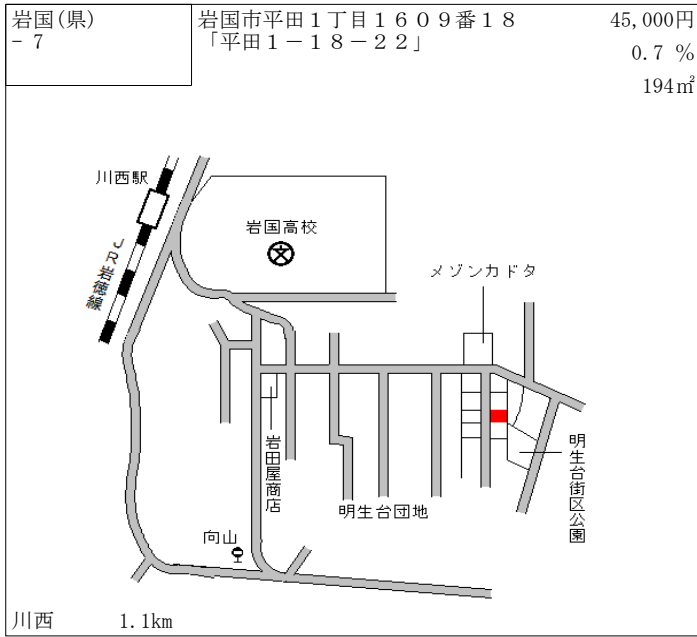 岩国(県)
－７
岩国市平田１丁目１６０９番１８
「平田１－１８－２２」
45,000円
0.7 %
194㎡
川西駅
ＪＲ岩徳線
岩国高校
メゾンカドタ
岩田屋商店
明生台団地
明生台街区公園
向山
川西 1.1km